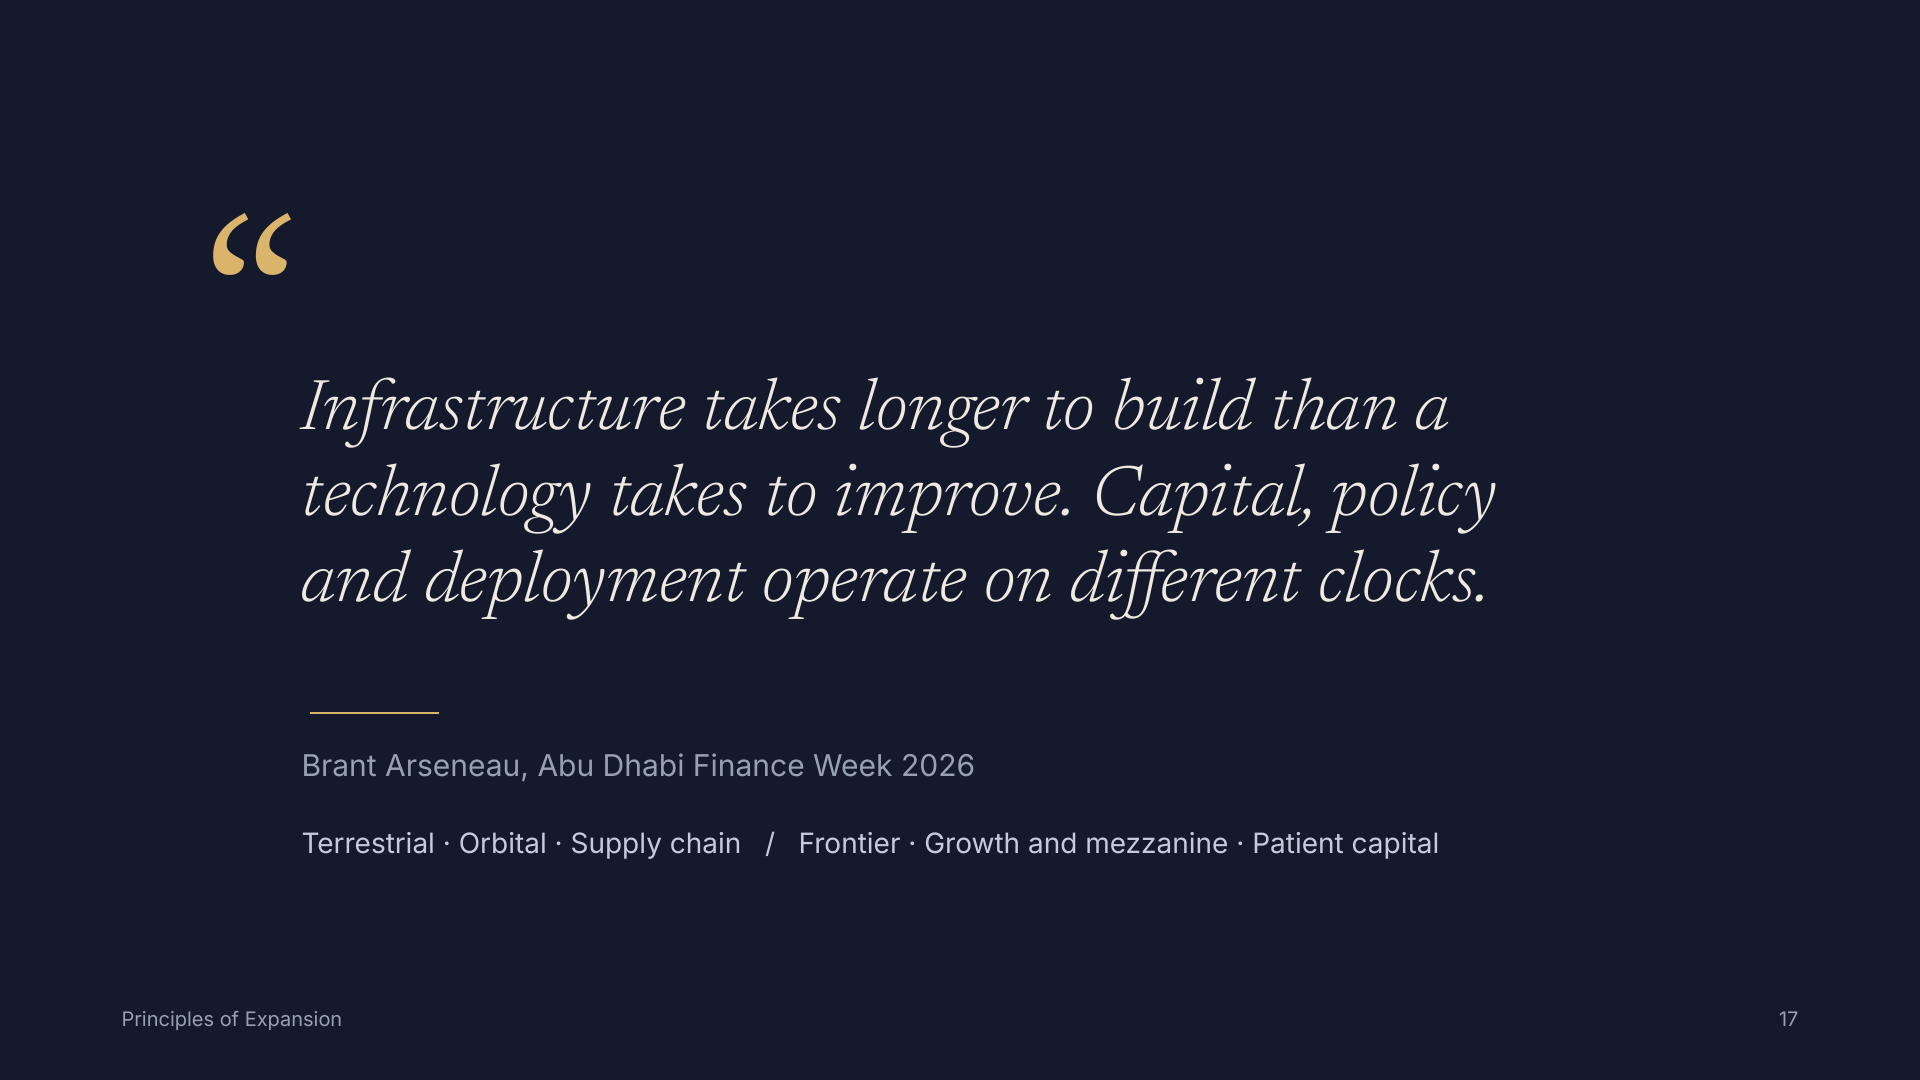 “
Infrastructure takes longer to build than a
technology takes to improve. Capital, policy
and deployment operate on different clocks.
Brant Arseneau, Abu Dhabi Finance Week 2026
Terrestrial · Orbital · Supply chain / Frontier · Growth and mezzanine · Patient capital
Principles of Expansion
17